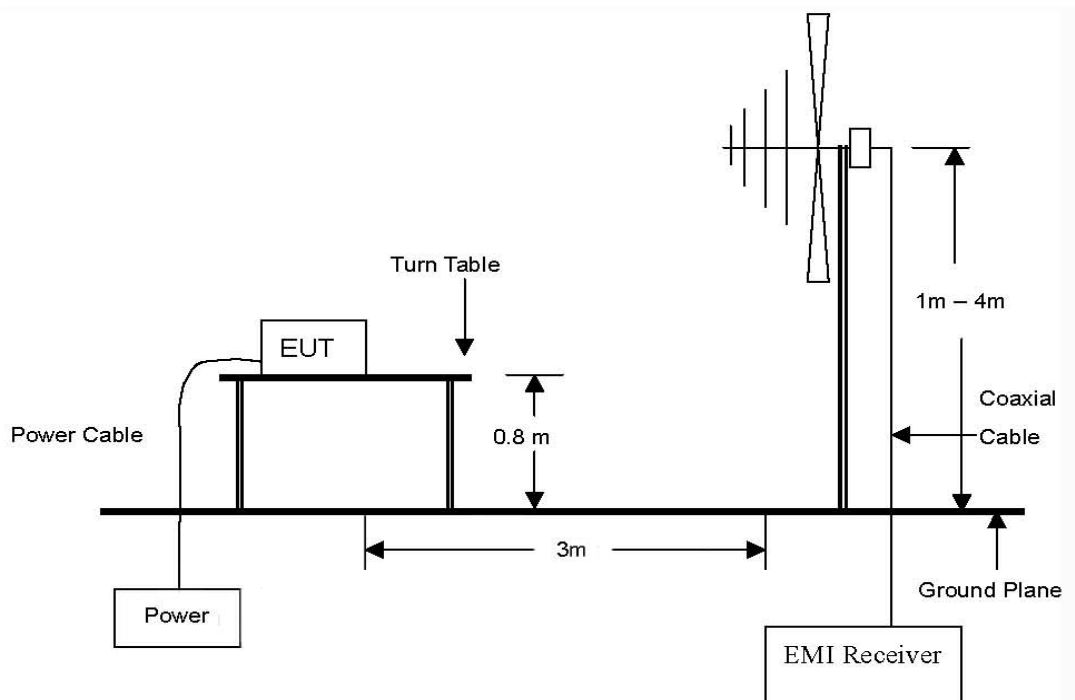 Turn Table
1m – 4m
EUT
Coaxial
Cable
Power Cable
0.8 m
3m
Ground Plane
Power
EMI Receiver